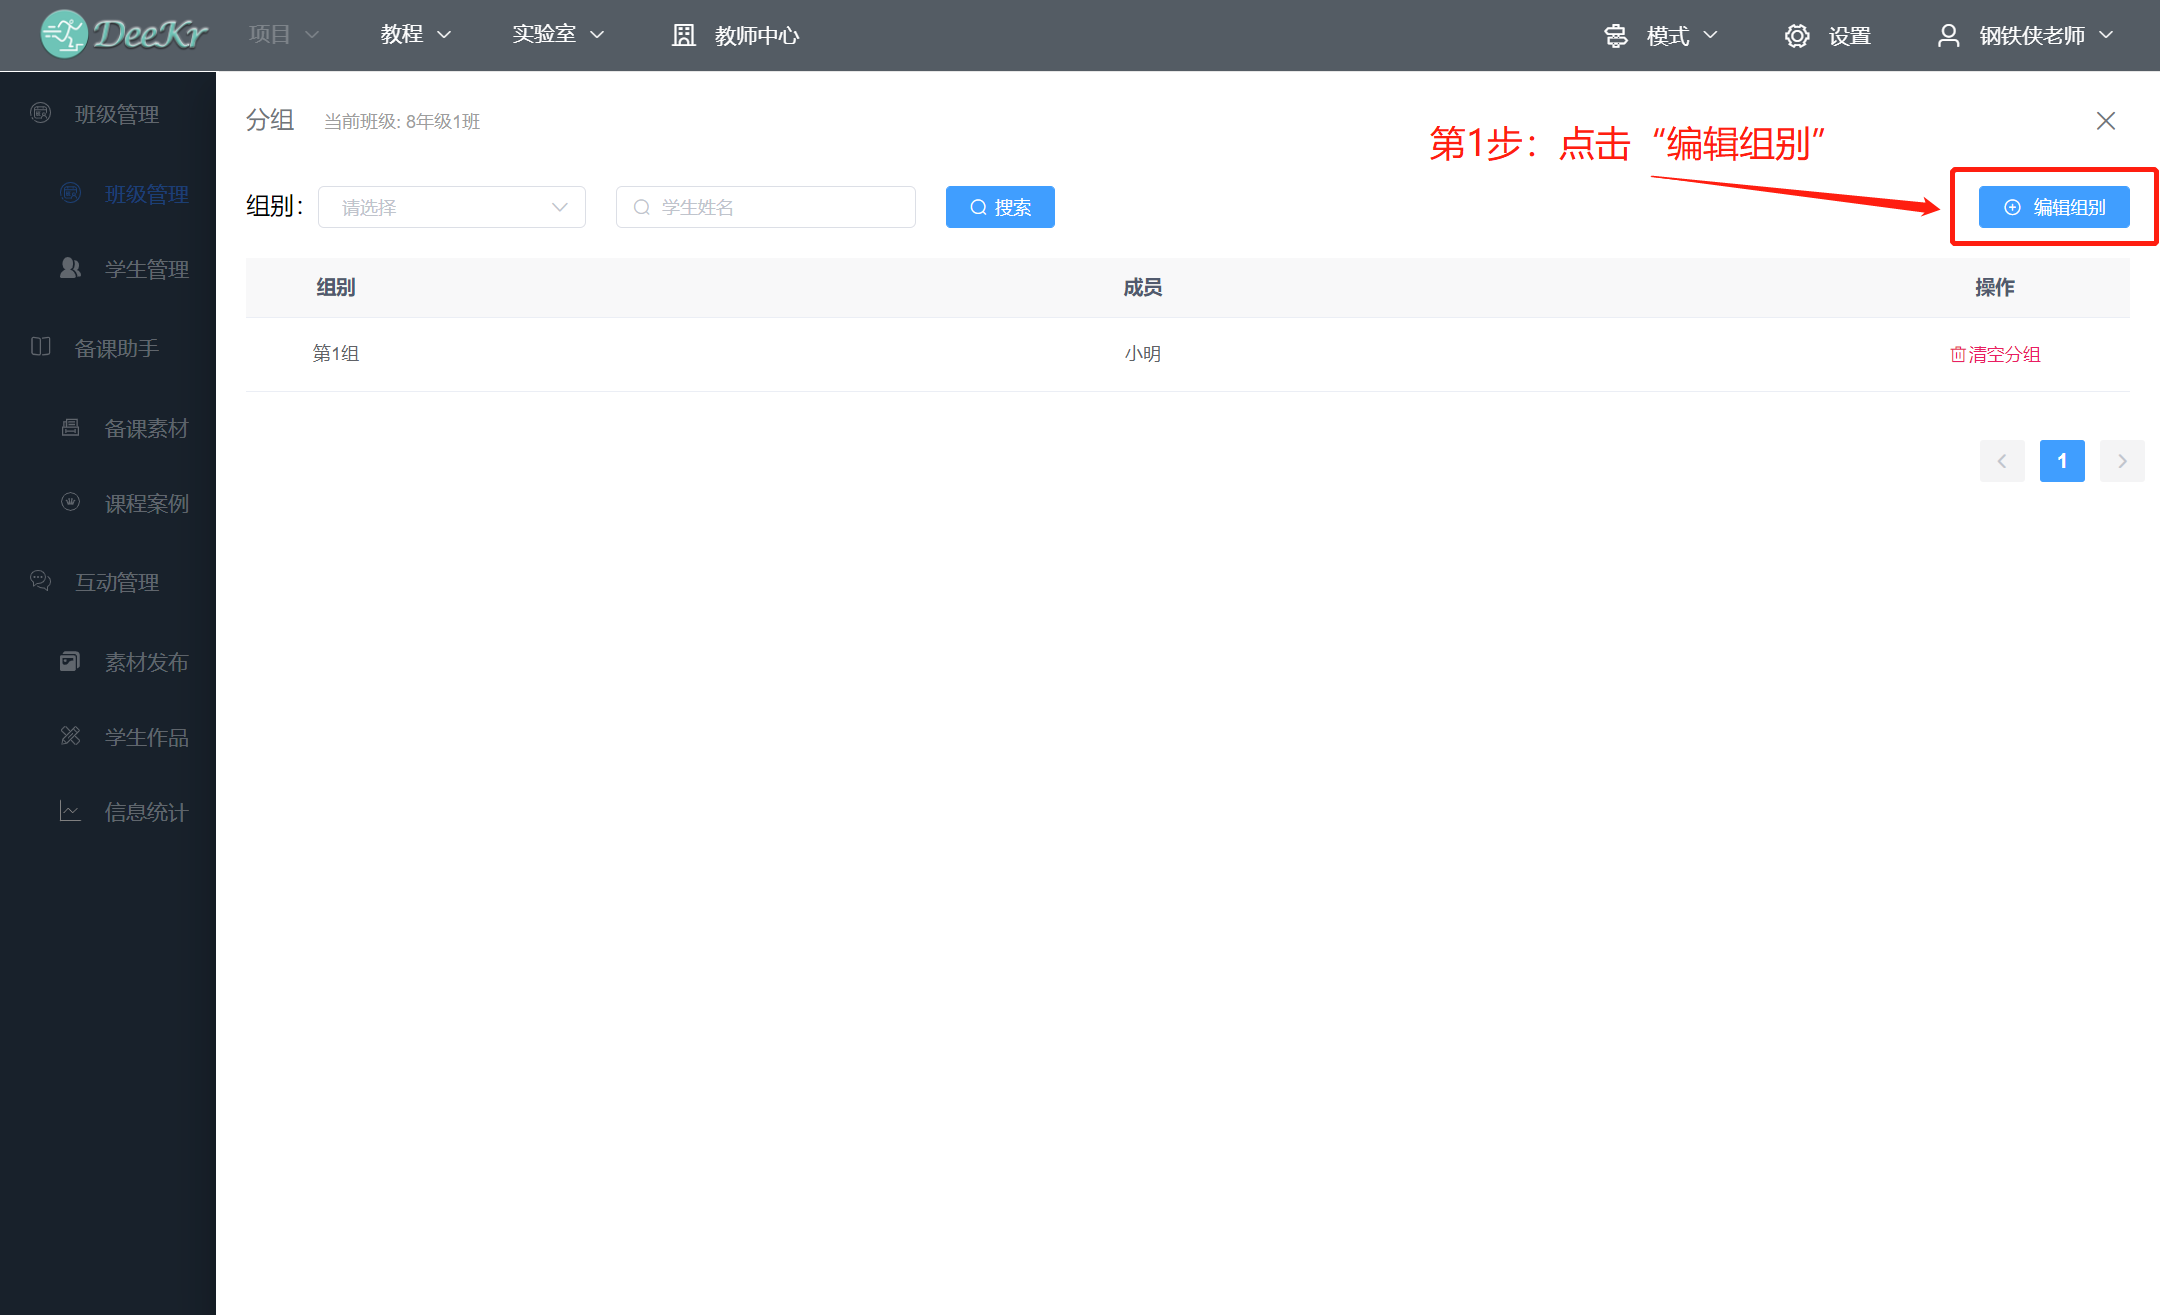 DeeKr 项目 教程 实验室 教师中心 模式 设置 钢铁侠老师
班级管理
班级管理
学生管理
备课助手
备课素材
课程案例
互动管理
素材发布
学生作品
信息统计
分组 当前班级: 8年级1班
第1步：点击“编辑组别”
组别： 请选择 学生姓名 搜索 编辑组别
组别 成员 操作
第1组 小明 清空分组
1